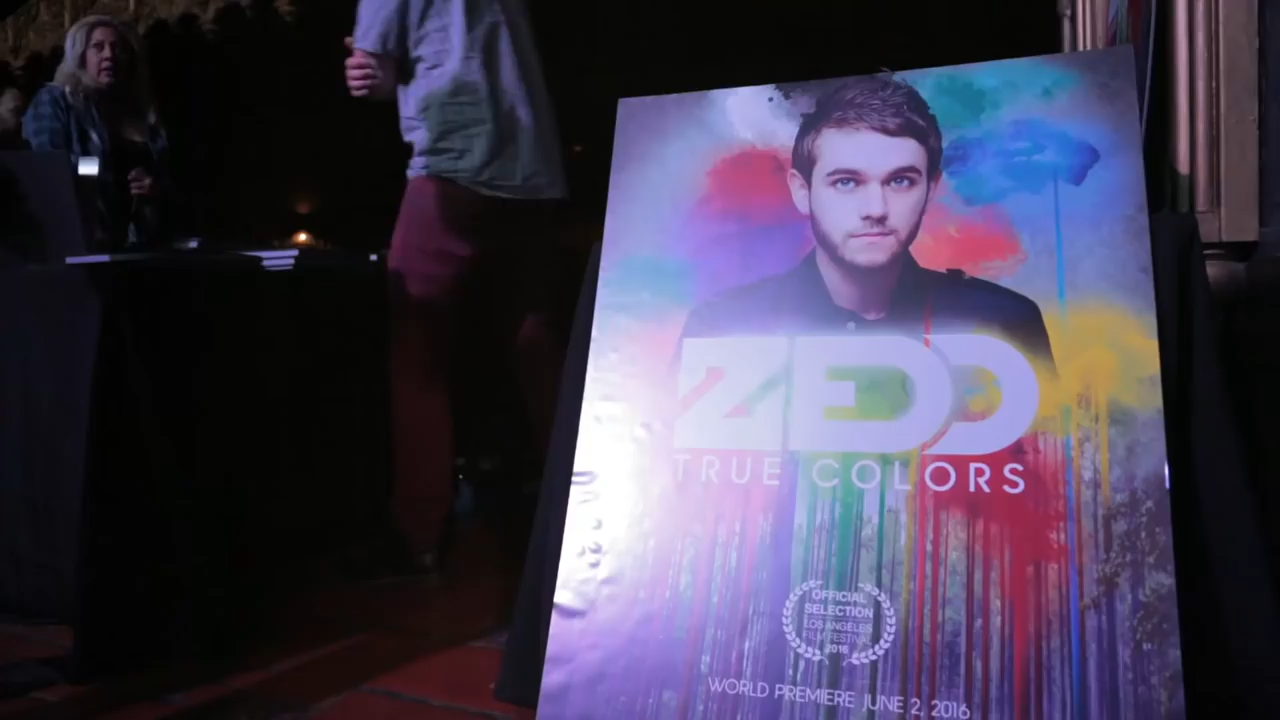 ZEDD
TRUE COLORS
OFFICIAL
SELECTION
LOS ANGELES
FILM FESTIVAL
2016
WORLD PREMIERE JUNE 2, 2016